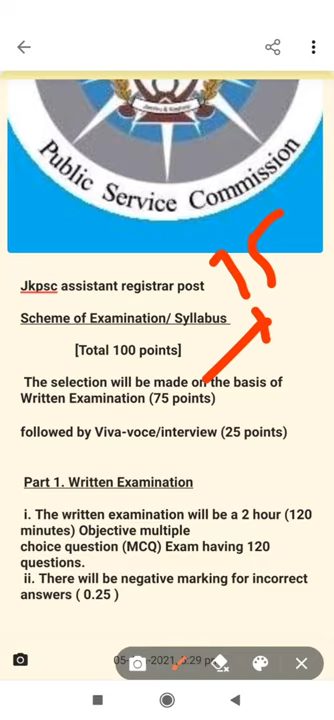 Jammu & Kashmir
Public Service Commission
Jkpsc assistant registrar post
Scheme of Examination/ Syllabus
[Total 100 points]
The selection will be made on the basis of
Written Examination (75 points)
followed by Viva-voce/interview (25 points)
Part 1. Written Examination
i. The written examination will be a 2 hour (120
minutes) Objective multiple
choice question (MCQ) Exam having 120
questions.
ii. There will be negative marking for incorrect
answers ( 0.25 )